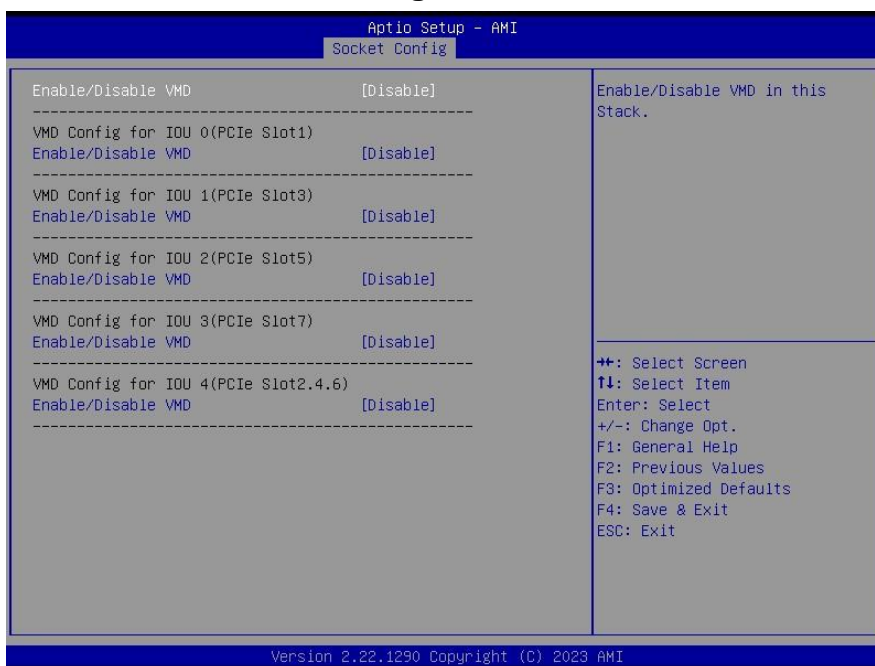 Aptio Setup - AMI
Socket Config
Enable/Disable VMD [Disable]
------------------------------------------------
VMD Config for IOU 0(PCIe Slot1)
Enable/Disable VMD [Disable]
------------------------------------------------
VMD Config for IOU 1(PCIe Slot3)
Enable/Disable VMD [Disable]
------------------------------------------------
VMD Config for IOU 2(PCIe Slot5)
Enable/Disable VMD [Disable]
------------------------------------------------
VMD Config for IOU 3(PCIe Slot7)
Enable/Disable VMD [Disable]
------------------------------------------------
VMD Config for IOU 4(PCIe Slot2.4.6)
Enable/Disable VMD [Disable]
------------------------------------------------
Enable/Disable VMD in this
Stack.
→←: Select Screen
↑↓: Select Item
Enter: Select
+/-: Change Opt.
F1: General Help
F2: Previous Values
F3: Optimized Defaults
F4: Save & Exit
ESC: Exit
Version 2.22.1290 Copyright (C) 2023 AMI